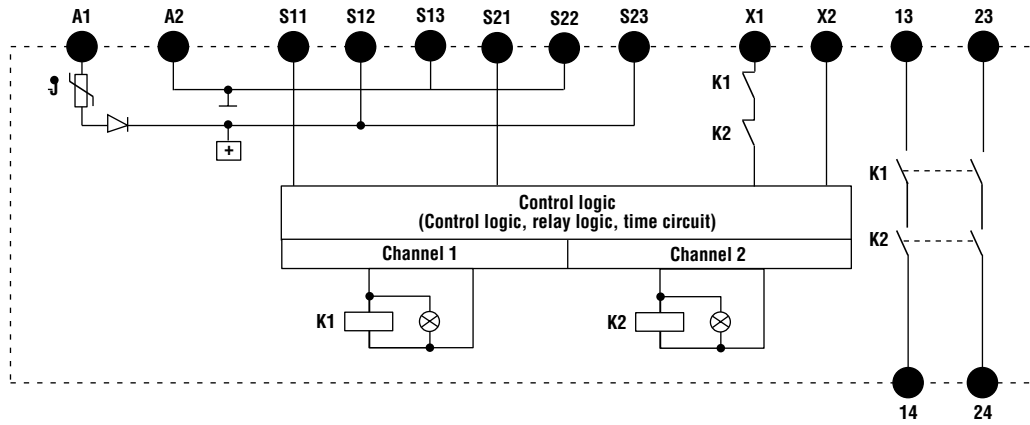 A1 A2 S11 S12 S13 S21 S22 S23 X1 X2 13 23
K1
K2
+
K1
K2
Control logic
(Control logic, relay logic, time circuit)
Channel 1 Channel 2
K1 K2
14 24